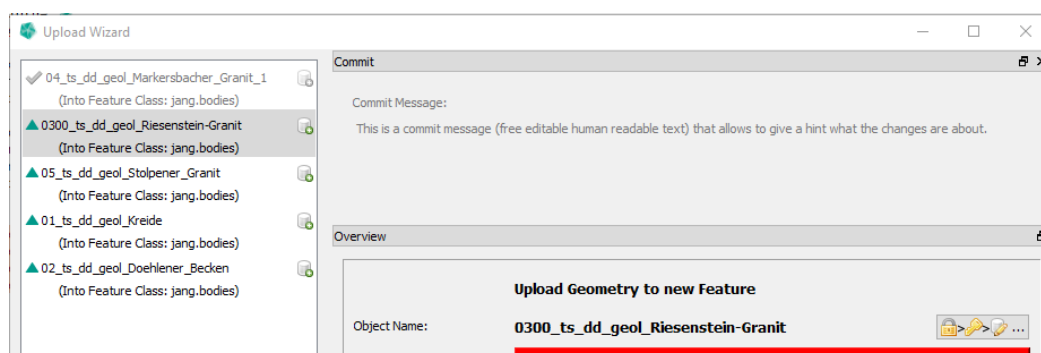 Upload Wizard
04_ts_dd_geol_Markersbacher_Granit_1
(Into Feature Class: jang.bodies)
0300_ts_dd_geol_Riesenstein-Granit
(Into Feature Class: jang.bodies)
05_ts_dd_geol_Stolpener_Granit
(Into Feature Class: jang.bodies)
01_ts_dd_geol_Kreide
(Into Feature Class: jang.bodies)
02_ts_dd_geol_Doehlener_Becken
(Into Feature Class: jang.bodies)
Commit
Commit Message:
This is a commit message (free editable human readable text) that allows to give a hint what the changes are about.
Overview
Upload Geometry to new Feature
Object Name:
0300_ts_dd_geol_Riesenstein-Granit
> > ...